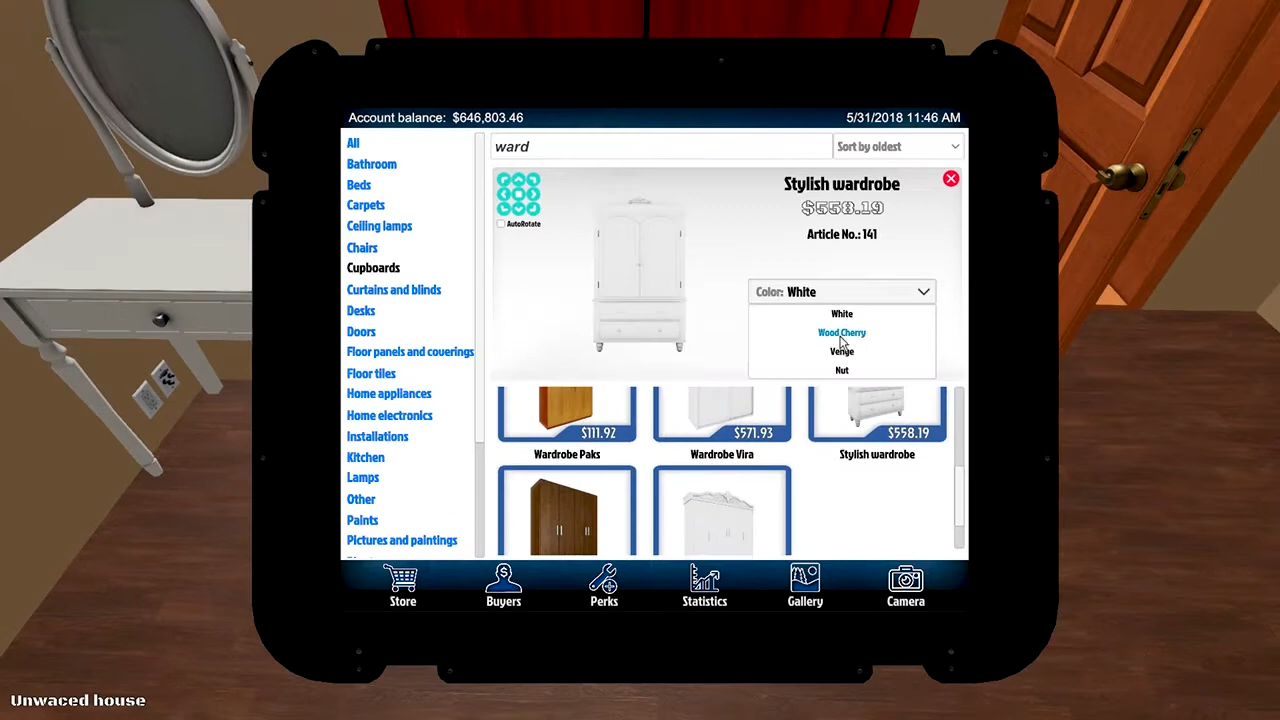 Account balance: $646,803.46
5/31/2018 11:46 AM
All
Bathroom
Beds
Carpets
Ceiling lamps
Chairs
Cupboards
Curtains and blinds
Desks
Doors
Floor panels and coverings
Floor tiles
Home appliances
Home electronics
Installations
Kitchen
Lamps
Other
Paints
Pictures and paintings
ward
Sort by oldest
AutoRotate
Stylish wardrobe
$558.19
Article No.: 141
Color: White
White
Wood Cherry
Venge
Nut
$111.92
$571.93
$558.19
Wardrobe Paks
Wardrobe Vira
Stylish wardrobe
Store
Buyers
Perks
Statistics
Gallery
Camera
Unwaced house